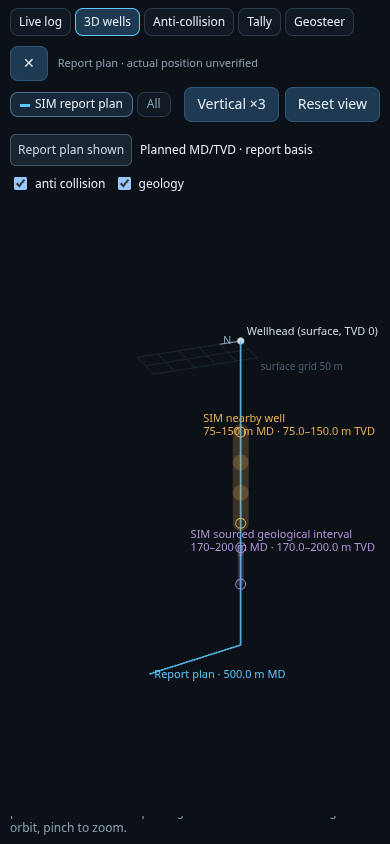 Live log 3D wells Anti-collision Tally Geosteer
✕ Report plan · actual position unverified
SIM report plan All Vertical ×3 Reset view
Report plan shown Planned MD/TVD · report basis
anti collision geology
Wellhead (surface, TVD 0)
N
surface grid 50 m
SIM nearby well
75–150 m MD · 75.0–150.0 m TVD
SIM sourced geological interval
170–200 m MD · 170.0–200.0 m TVD
Report plan · 500.0 m MD
orbit, pinch to zoom.